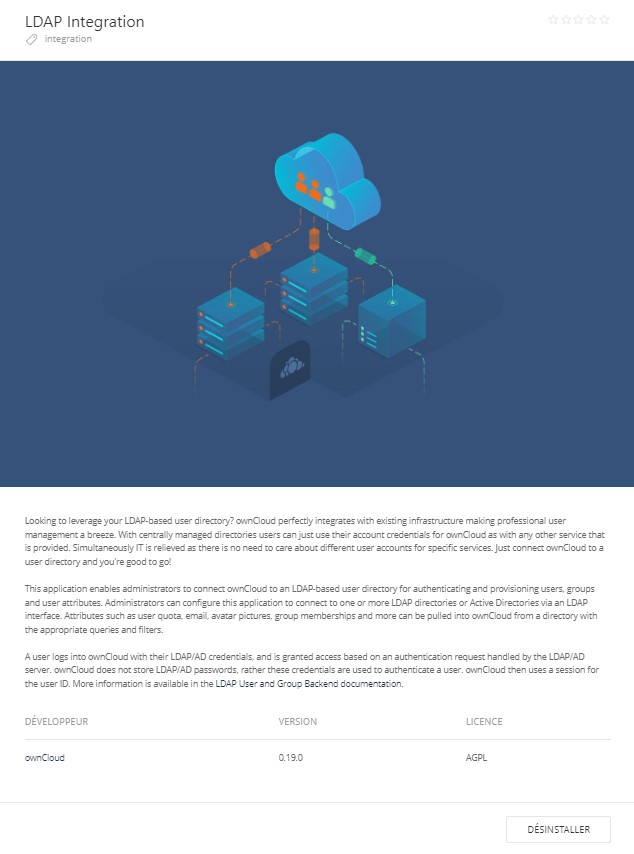 LDAP Integration
integration
Looking to leverage your LDAP-based user directory? ownCloud perfectly integrates with existing infrastructure making professional user
management a breeze. With centrally managed directories users can just use their account credentials for ownCloud as with any other service that
is provided. Simultaneously IT is relieved as there is no need to care about different user accounts for specific services. Just connect ownCloud to a
user directory and you're good to go!
This application enables administrators to connect ownCloud to an LDAP-based user directory for authenticating and provisioning users, groups
and user attributes. Administrators can configure this application to connect to one or more LDAP directories or Active Directories via an LDAP
interface. Attributes such as user quota, email, avatar pictures, group memberships and more can be pulled into ownCloud from a directory with
the appropriate queries and filters.
A user logs into ownCloud with their LDAP/AD credentials, and is granted access based on an authentication request handled by the LDAP/AD
server. ownCloud does not store LDAP/AD passwords, rather these credentials are used to authenticate a user. ownCloud then uses a session for
the user ID. More information is available in the LDAP User and Group Backend documentation.
DÉVELOPPEUR VERSION LICENCE
ownCloud 0.19.0 AGPL
DÉSINSTALLER